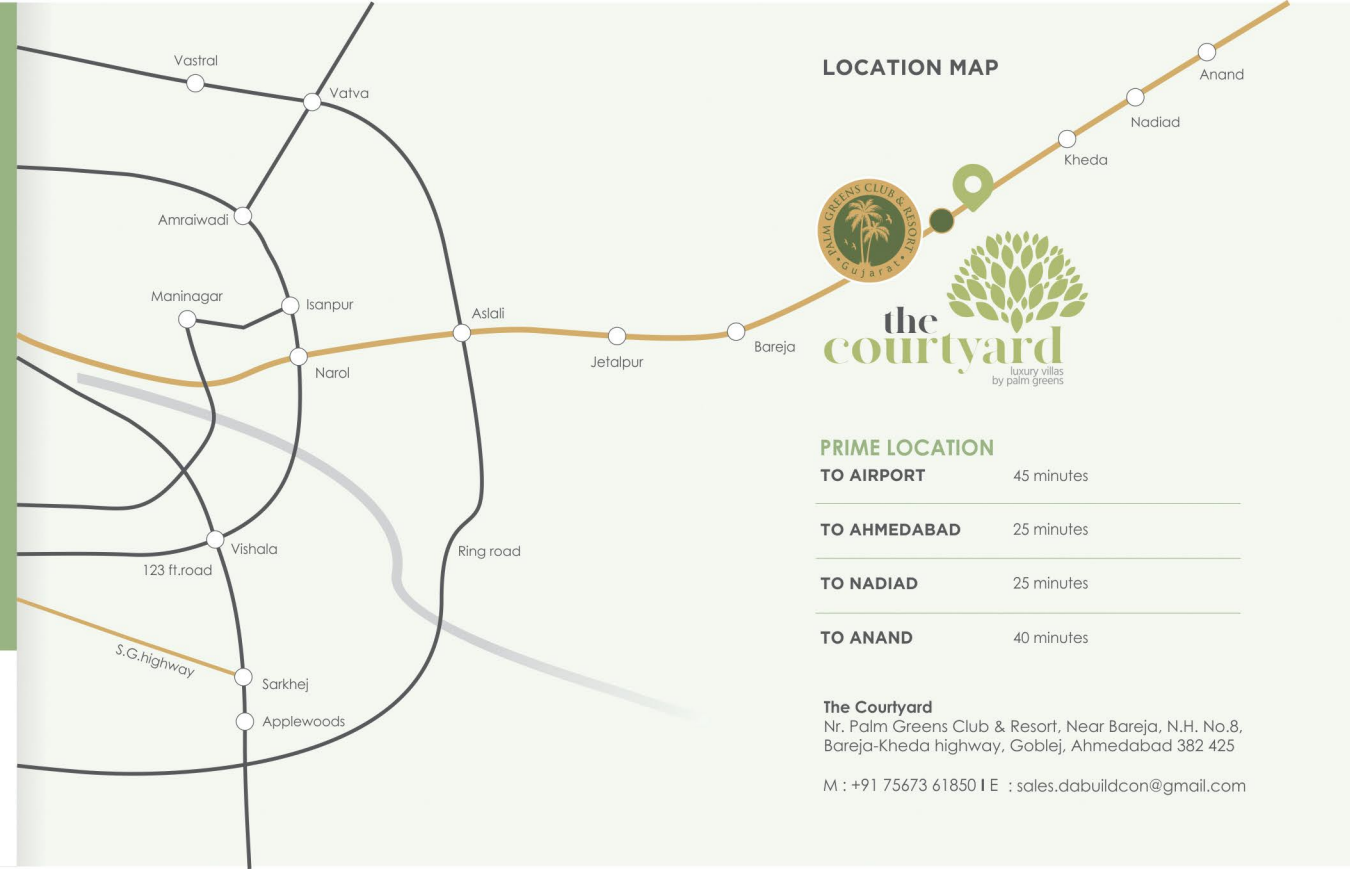 Vastral
Vatva
Amraiwadi
Maninagar
Isanpur
Narol
Aslali
Jetalpur
Bareja
Vishala
123 ft.road
Ring road
S.G.highway
Sarkhej
Applewoods
LOCATION MAP
Anand
Nadiad
Kheda
PALM GREENS CLUB & RESORT
Gujarat
the
courtyard
luxury villas
by palm greens
PRIME LOCATION
TO AIRPORT 45 minutes
TO AHMEDABAD 25 minutes
TO NADIAD 25 minutes
TO ANAND 40 minutes
The Courtyard
Nr. Palm Greens Club & Resort, Near Bareja, N.H. No.8,
Bareja-Kheda highway, Goblej, Ahmedabad 382 425
M : +91 75673 61850 I E : sales.dabuildcon@gmail.com